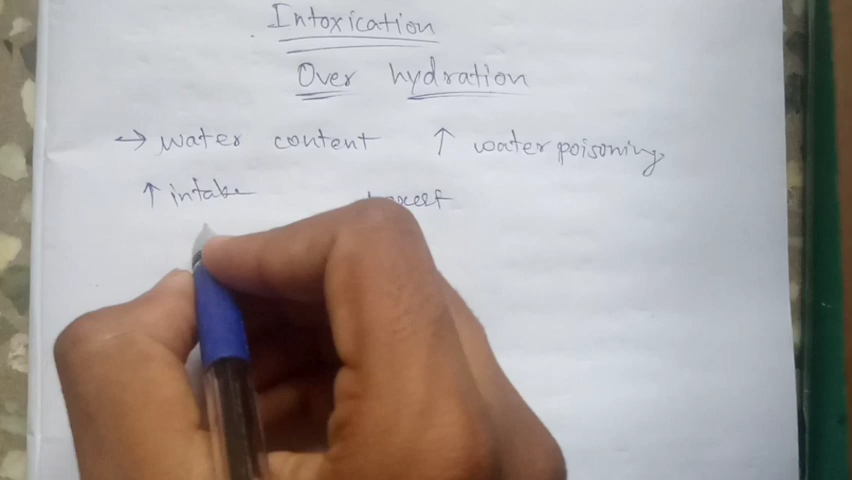 Intoxication
Over hydration
→ water content ↑ water poisoning,
↑ intake